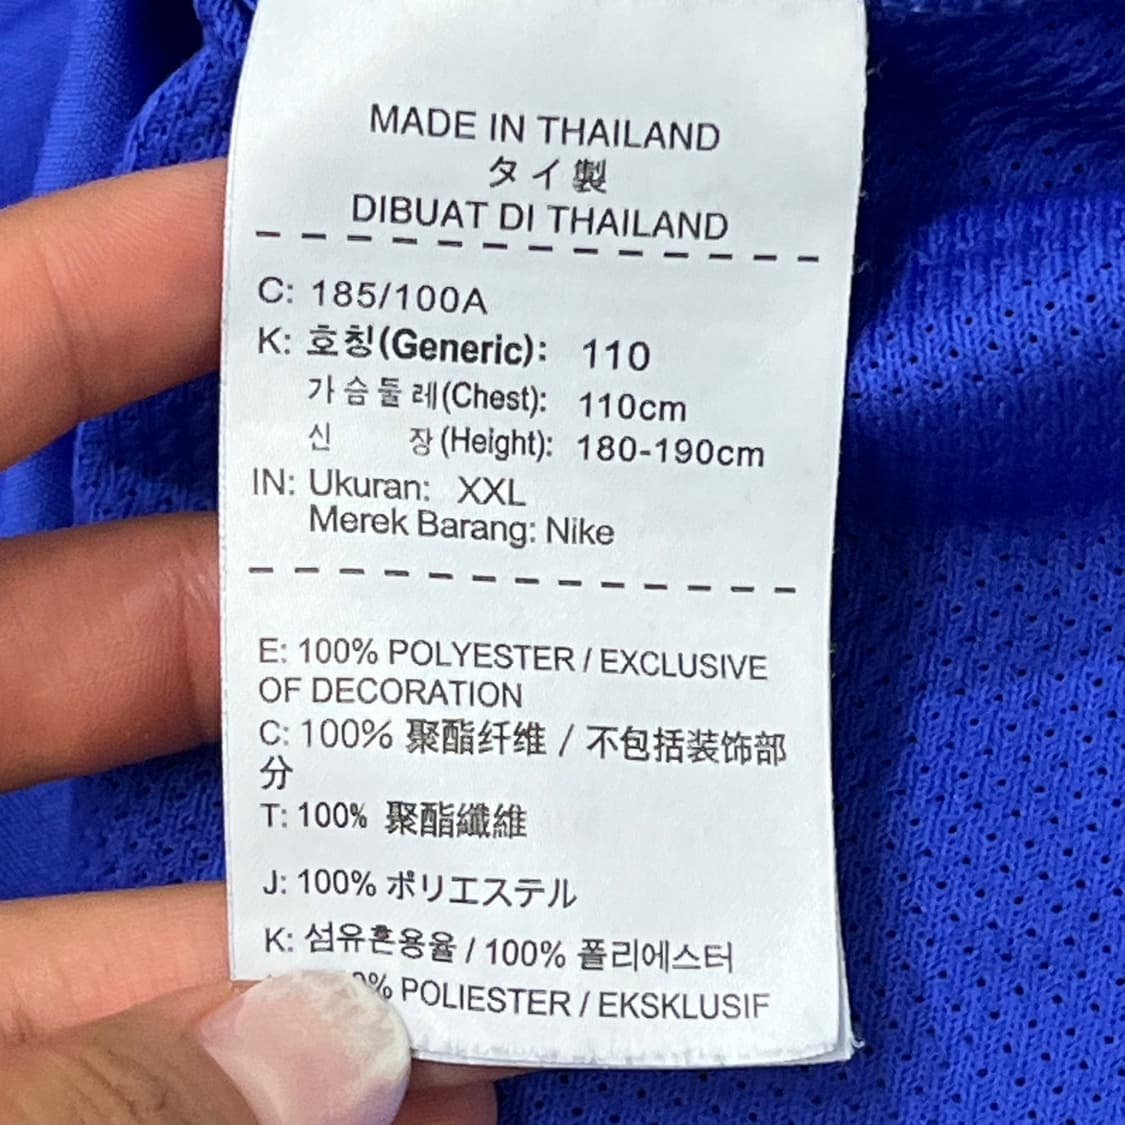 MADE IN THAILAND
タイ製
DIBUAT DI THAILAND
C: 185/100A
K: 호칭(Generic): 110
가슴둘레(Chest): 110cm
신 장(Height): 180-190cm
IN: Ukuran: XXL
Merek Barang: Nike
E: 100% POLYESTER / EXCLUSIVE
OF DECORATION
C: 100% 聚酯纤维 / 不包括装饰部
分
T: 100% 聚酯纖維
J: 100% ポリエステル
K: 섬유혼용율 / 100% 폴리에스터
POLIESTER / EKSKLUSIF